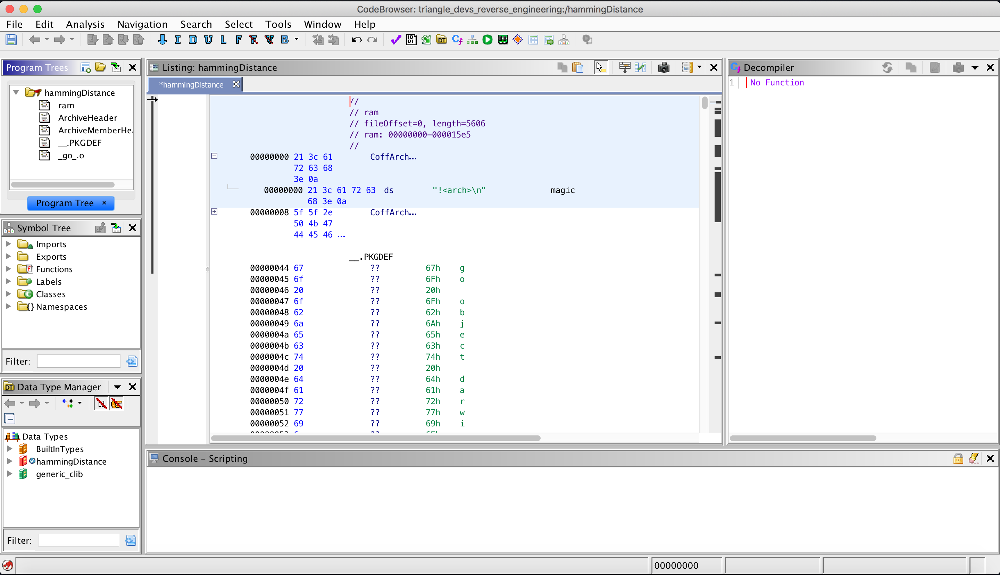 CodeBrowser: triangle_devs_reverse_engineering:/hammingDistance
File Edit Analysis Navigation Search Select Tools Window Help
I D U L F F V B
Program Trees
hammingDistance
ram
ArchiveHeader
ArchiveMemberHe
__.PKGDEF
_go_.o
Program Tree ×
Symbol Tree
Imports
Exports
Functions
Labels
Classes
Namespaces
Filter:
Data Type Manager
Data Types
BuiltInTypes
hammingDistance
generic_clib
Filter:
Listing: hammingDistance
*hammingDistance
//
// ram
// fileOffset=0, length=5606
// ram: 00000000-000015e5
//
00000000 21 3c 61 CoffArch...
72 63 68
3e 0a
00000000 21 3c 61 72 63 ds "!<arch>\n" magic
68 3e 0a
00000008 5f 5f 2e CoffArch...
50 4b 47
44 45 46 ...
__.PKGDEF
00000044 67 ?? 67h g
00000045 6f ?? 6Fh o
00000046 20 ?? 20h
00000047 6f ?? 6Fh o
00000048 62 ?? 62h b
00000049 6a ?? 6Ah j
0000004a 65 ?? 65h e
0000004b 63 ?? 63h c
0000004c 74 ?? 74h t
0000004d 20 ?? 20h
0000004e 64 ?? 64h d
0000004f 61 ?? 61h a
00000050 72 ?? 72h r
00000051 77 ?? 77h w
00000052 69 ?? 69h i
Decompiler
1 No Function
Console - Scripting
00000000